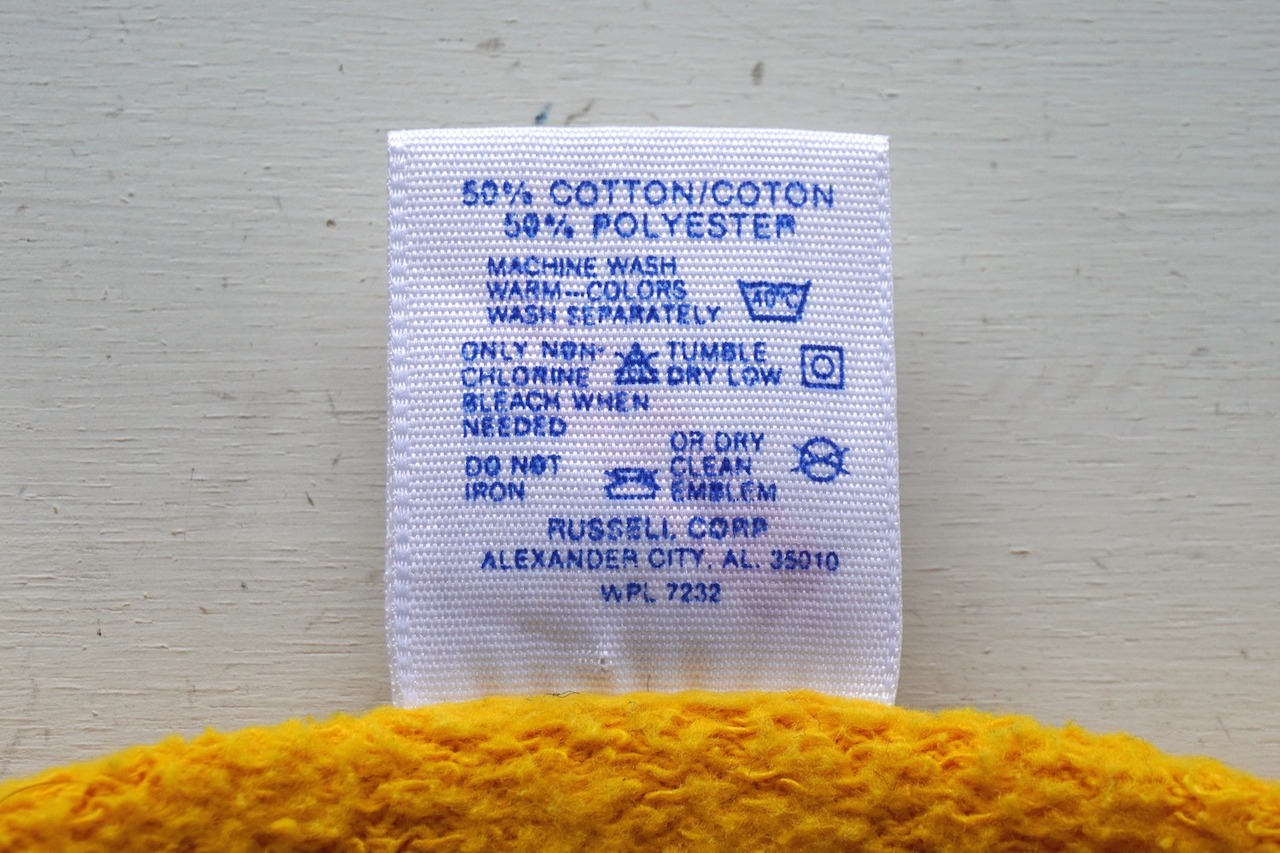 50% COTTON/COTON
50% POLYESTER
MACHINE WASH
WARM---COLORS
WASH SEPARATELY
40°C
ONLY NON-
CHLORINE
BLEACH WHEN
NEEDED
TUMBLE
DRY LOW
DO NOT
IRON
OR DRY
CLEAN
EMBLEM
RUSSELL CORP
ALEXANDER CITY, AL. 35010
WPL 7232